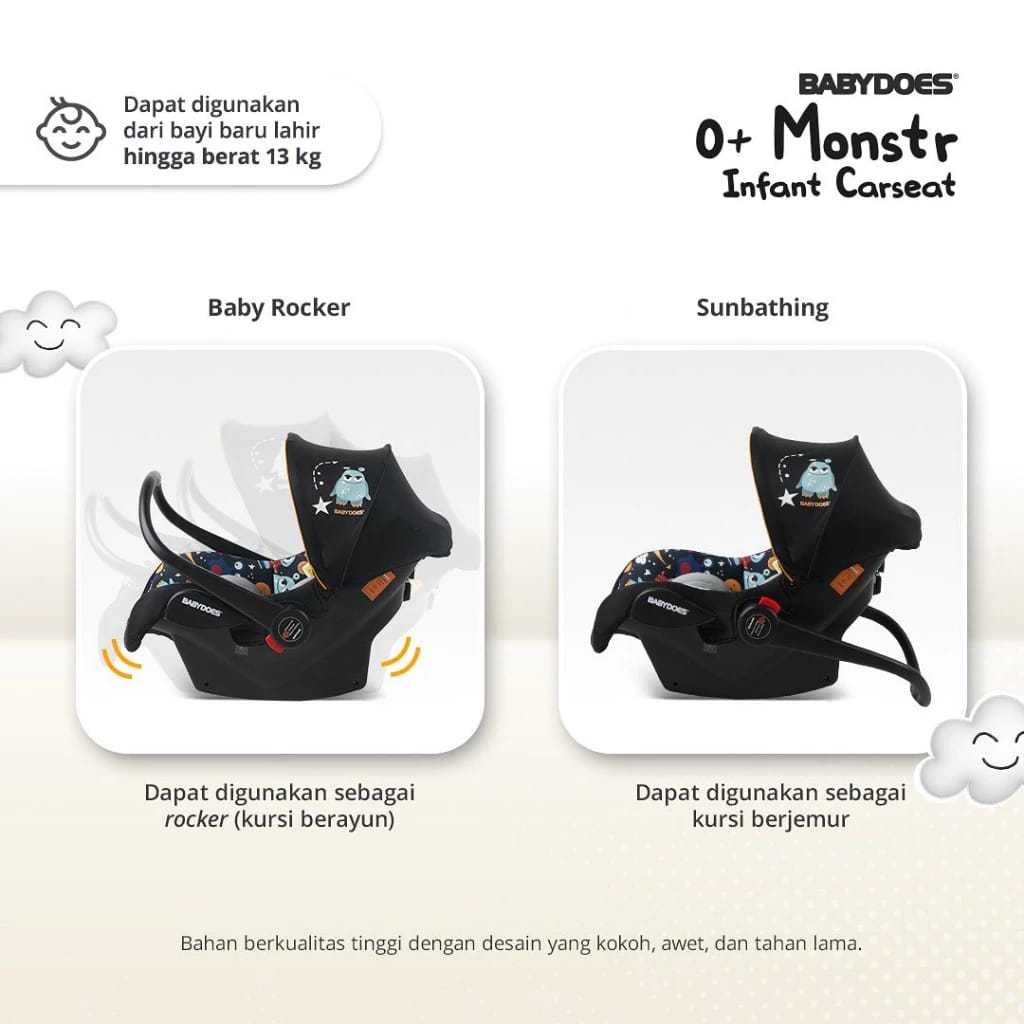 Dapat digunakan
dari bayi baru lahir
hingga berat 13 kg
BABYDOES®
0+ Monstr
Infant Carseat
Baby Rocker
Sunbathing
BABYDOES
BABYDOES
BABYDOES
BABYDOES
Dapat digunakan sebagai
rocker (kursi berayun)
Dapat digunakan sebagai
kursi berjemur
Bahan berkualitas tinggi dengan desain yang kokoh, awet, dan tahan lama.